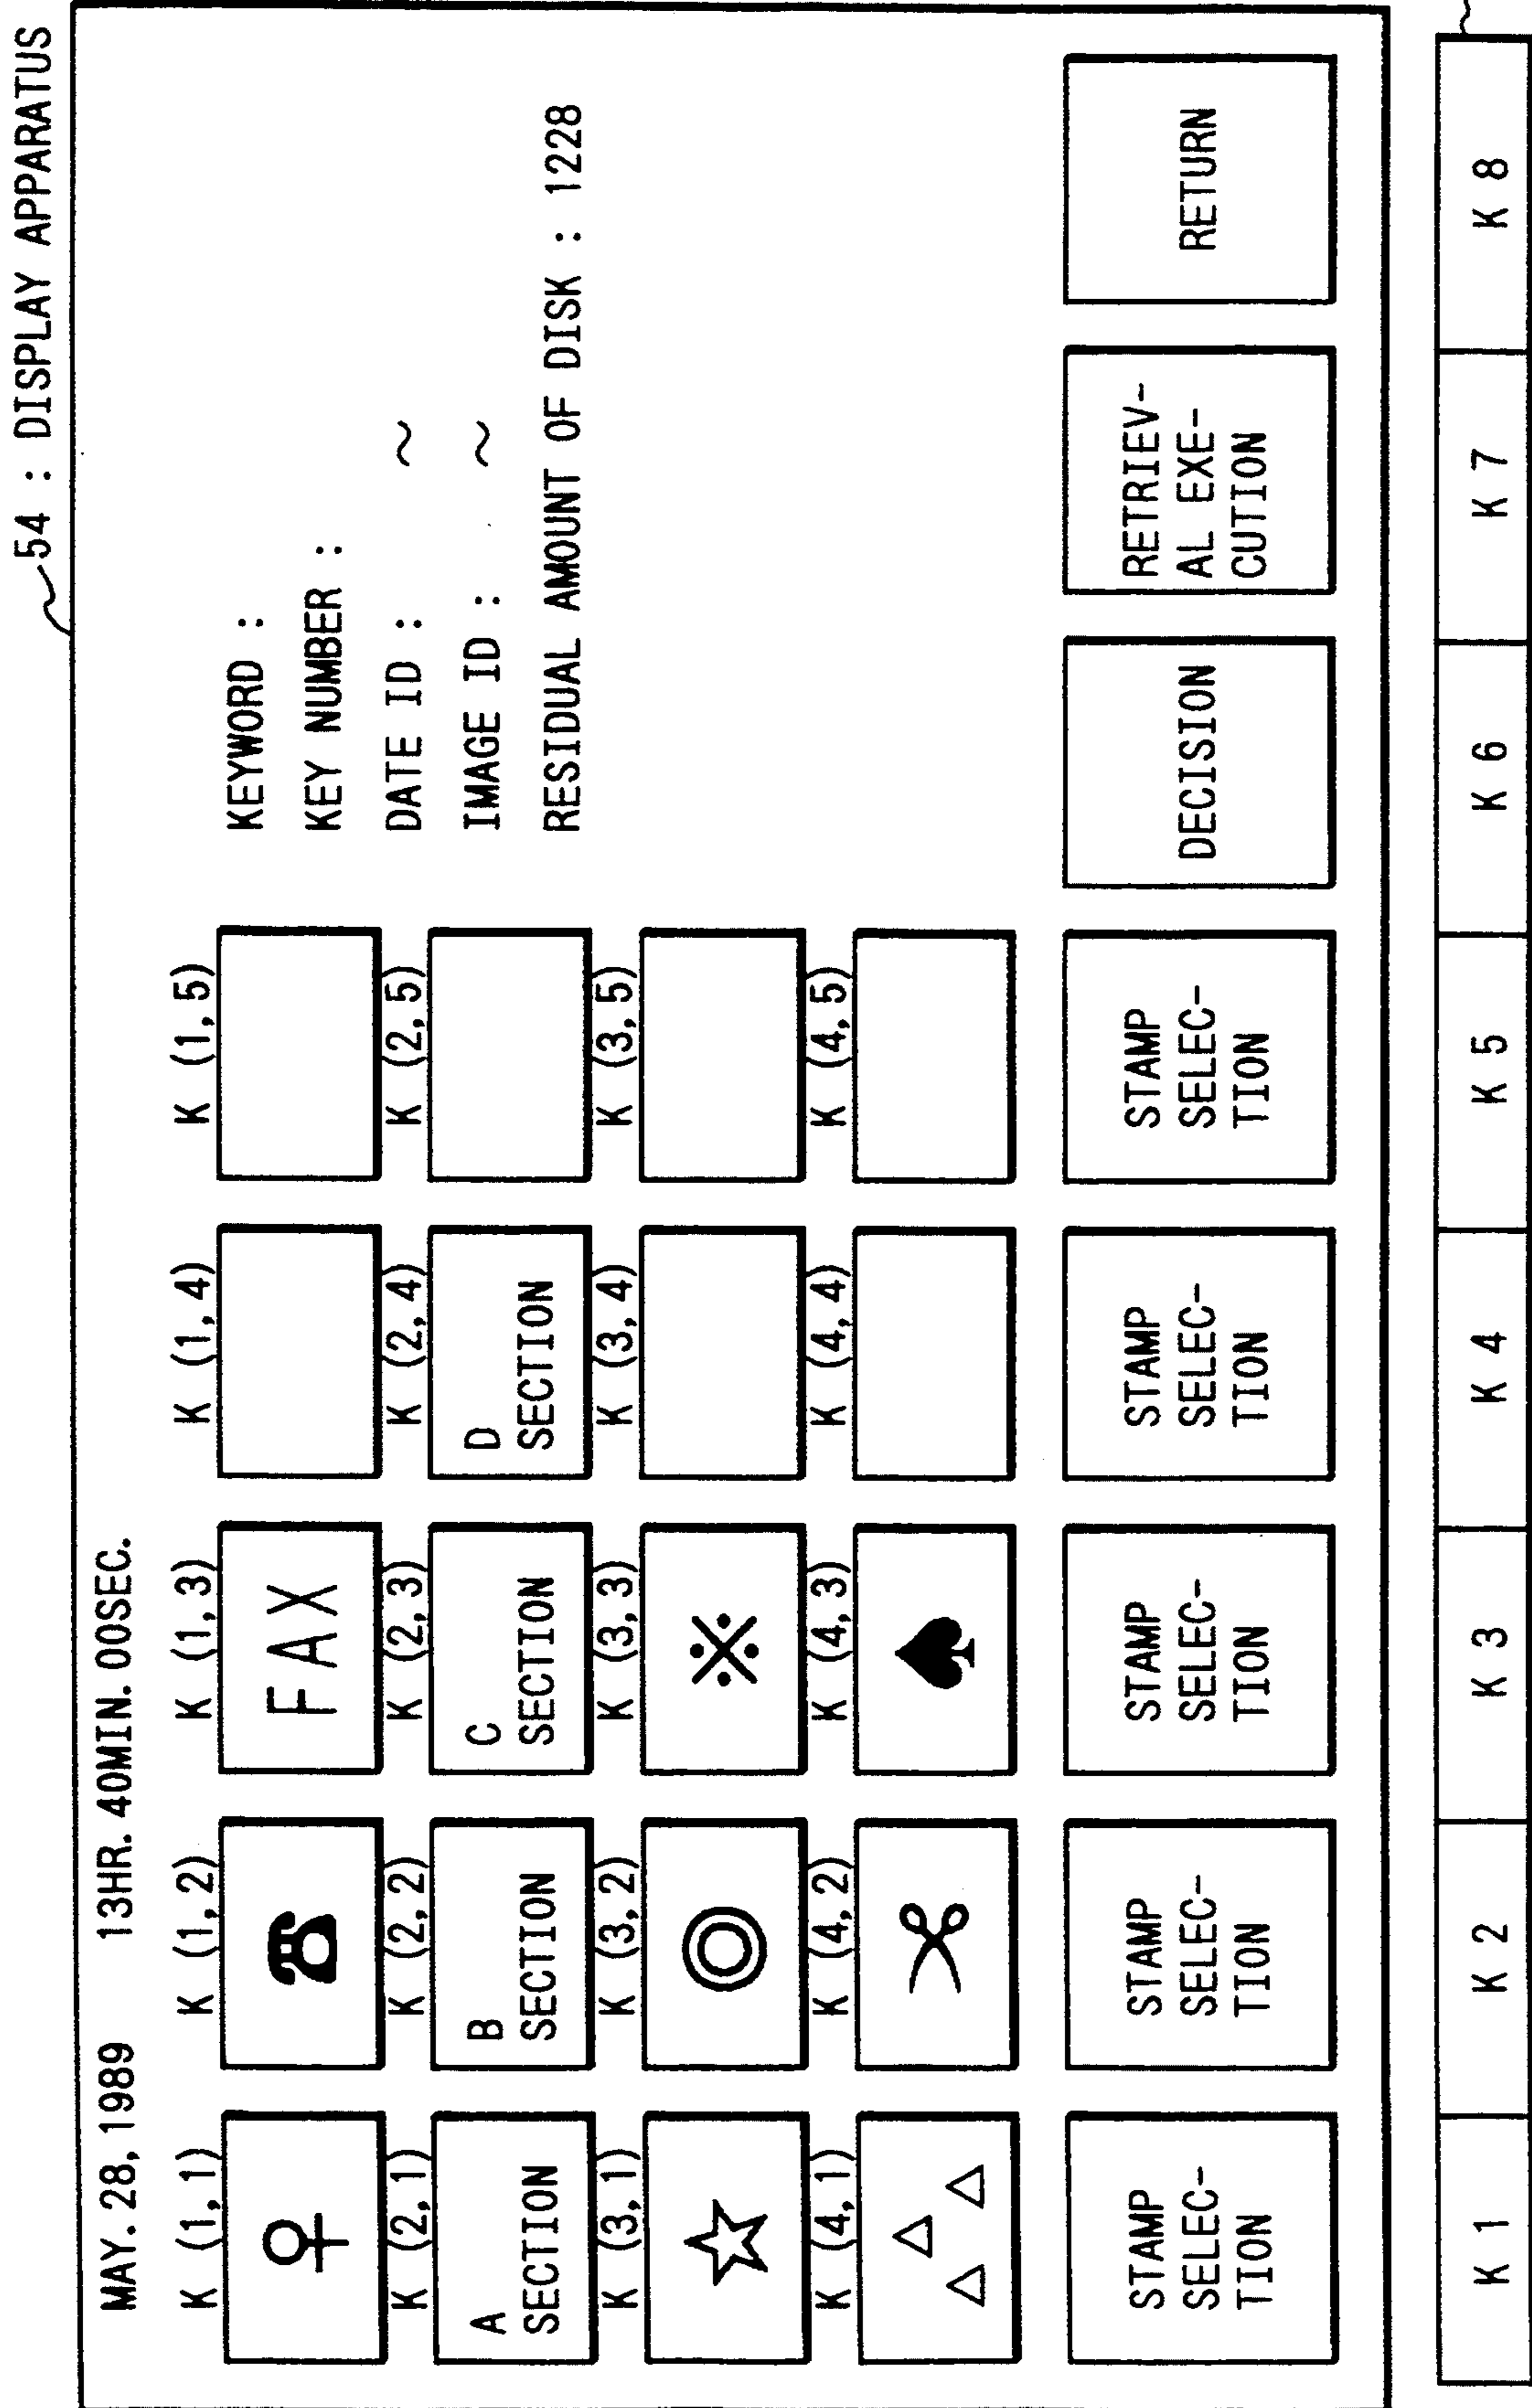 54 : DISPLAY APPARATUS
MAY. 28, 1989 13HR. 40MIN. 00SEC.
K (1, 1) K (1, 2) K (1, 3) K (1, 4) K (1, 5)
FAX
K (2, 1) K (2, 2) K (2, 3) K (2, 4) K (2, 5)
A
SECTION
B
SECTION
C
SECTION
D
SECTION
K (3, 1) K (3, 2) K (3, 3) K (3, 4) K (3, 5)
※
K (4, 1) K (4, 2) K (4, 3) K (4, 4) K (4, 5)
KEYWORD :
KEY NUMBER :
DATE ID : ~
IMAGE ID : ~
RESIDUAL AMOUNT OF DISK : 1228
STAMP
SELEC-
TION
STAMP
SELEC-
TION
STAMP
SELEC-
TION
STAMP
SELEC-
TION
STAMP
SELEC-
TION
DECISION
RETRIEV-
AL EXE-
CUTION
RETURN
K 1 K 2 K 3 K 4 K 5 K 6 K 7 K 8